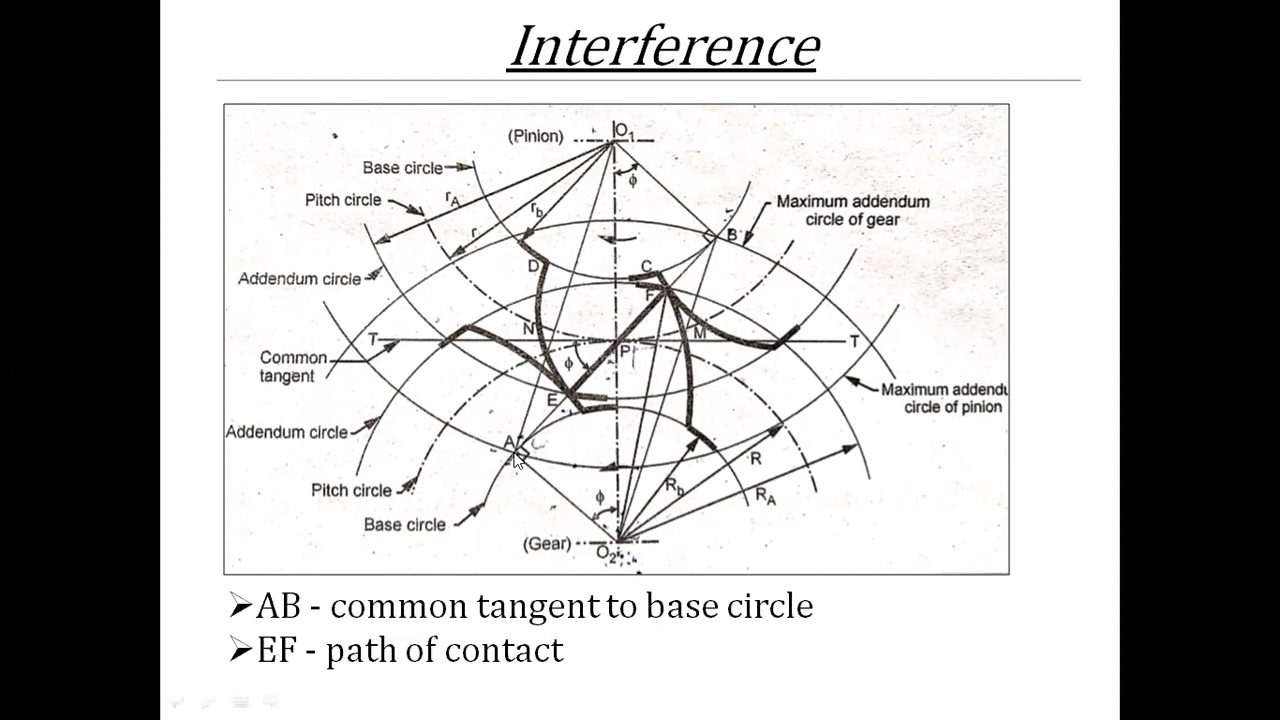 Interference
(Pinion)
O1
Base circle
ϕ
Pitch circle
rA
rb
r
Maximum addendum
circle of gear
B
Addendum circle
D
C
F
N
M
T
P
T
Common
tangent
ϕ
E
Maximum addendu
circle of pinion
Addendum circle
A
R
Pitch circle
Rb
RA
ϕ
Base circle
(Gear)
O2
➢AB - common tangent to base circle
➢EF - path of contact